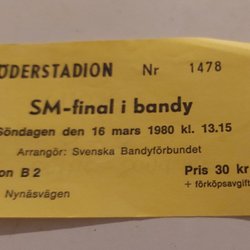 ÖDERSTADION Nr 1478
SM-final i bandy
Söndagen den 16 mars 1980 kl. 13.15
Arrangör: Svenska Bandyförbundet
on B 2 Pris 30 kr
Nynäsvägen + förköpsavgift